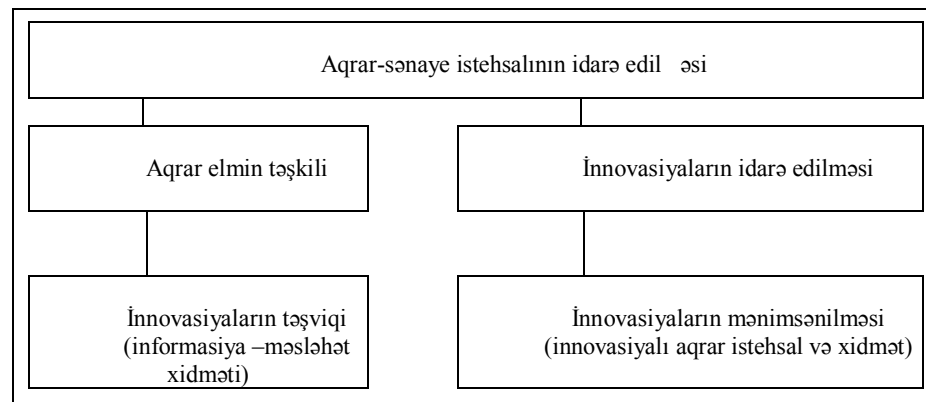 Aqrar-sənaye istehsalının idarə edil əsi
Aqrar elmin təşkili
İnnovasiyaların idarə edilməsi
İnnovasiyaların təşviqi
(informasiya –məsləhət
xidməti)
İnnovasiyaların mənimsənilməsi
(innovasiyalı aqrar istehsal və xidmət)